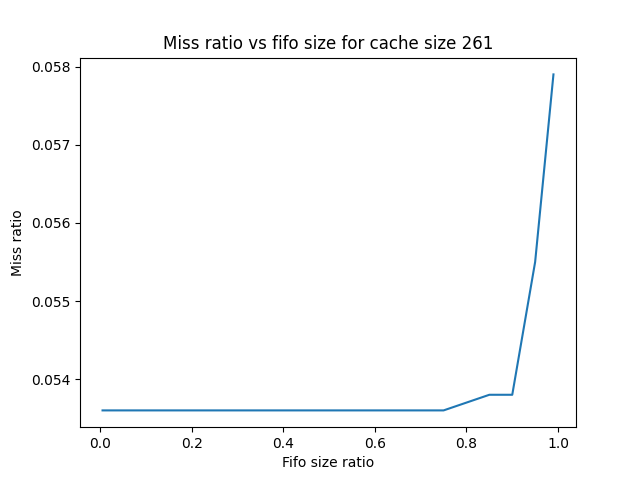 Miss ratio vs fifo size for cache size 261
0.058
0.057
0.056
0.055
0.054
Miss ratio
0.0 0.2 0.4 0.6 0.8 1.0
Fifo size ratio